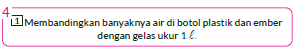 4
1 Membandingkan banyaknya air di botol plastik dan ember
dengan gelas ukur 1 ℓ.